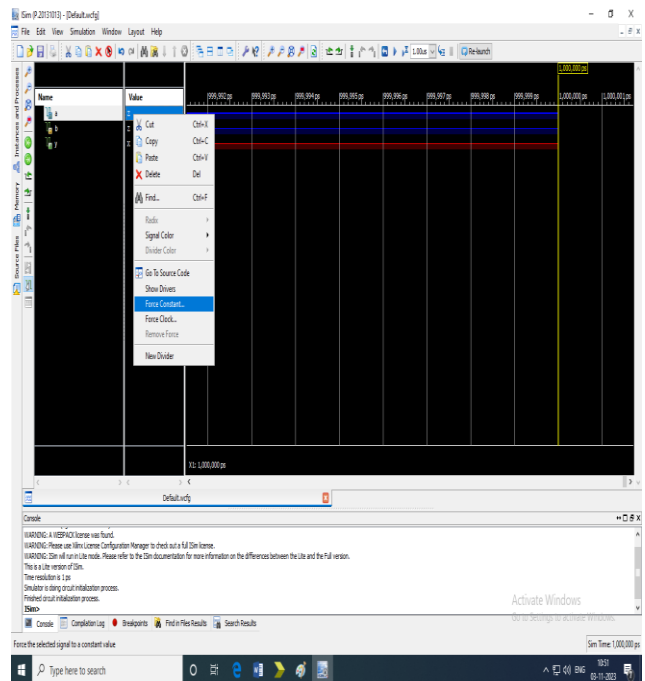 ISim (P.20131013) - [Default.wcfg]
File Edit View Simulation Window Layout Help
1.00us Re-launch
1,000,000 ps
Name Value 999,992 ps 999,993 ps 999,994 ps 999,995 ps 999,996 ps 999,997 ps 999,998 ps 999,999 ps 1,000,000 ps 1,000,001 ps
a
b
y
Cut Ctrl+X
Copy Ctrl+C
Paste Ctrl+V
Delete Del
Find... Ctrl+F
Radix
Signal Color
Divider Color
Go To Source Code
Show Drivers
Force Constant...
Force Clock...
Remove Force
New Divider
Instances and Processes
Memory
Source Files
X1: 1,000,000 ps
Default.wcfg
Console
WARNING: A WEBPACK license was found.
WARNING: Please use Xilinx License Configuration Manager to check out a full ISim license.
WARNING: ISim will run in Lite mode. Please refer to the ISim documentation for more information on the differences between the Lite and the Full version.
This is a Lite version of ISim.
Time resolution is 1 ps
Simulator is doing circuit initialization process.
Finished circuit initialization process.
ISim>
Activate Windows
Go to Settings to activate Windows.
Console Compilation Log Breakpoints Find in Files Results Search Results
Force the selected signal to a constant value Sim Time: 1,000,000 ps
Type here to search
ENG 10:51
03-11-2023